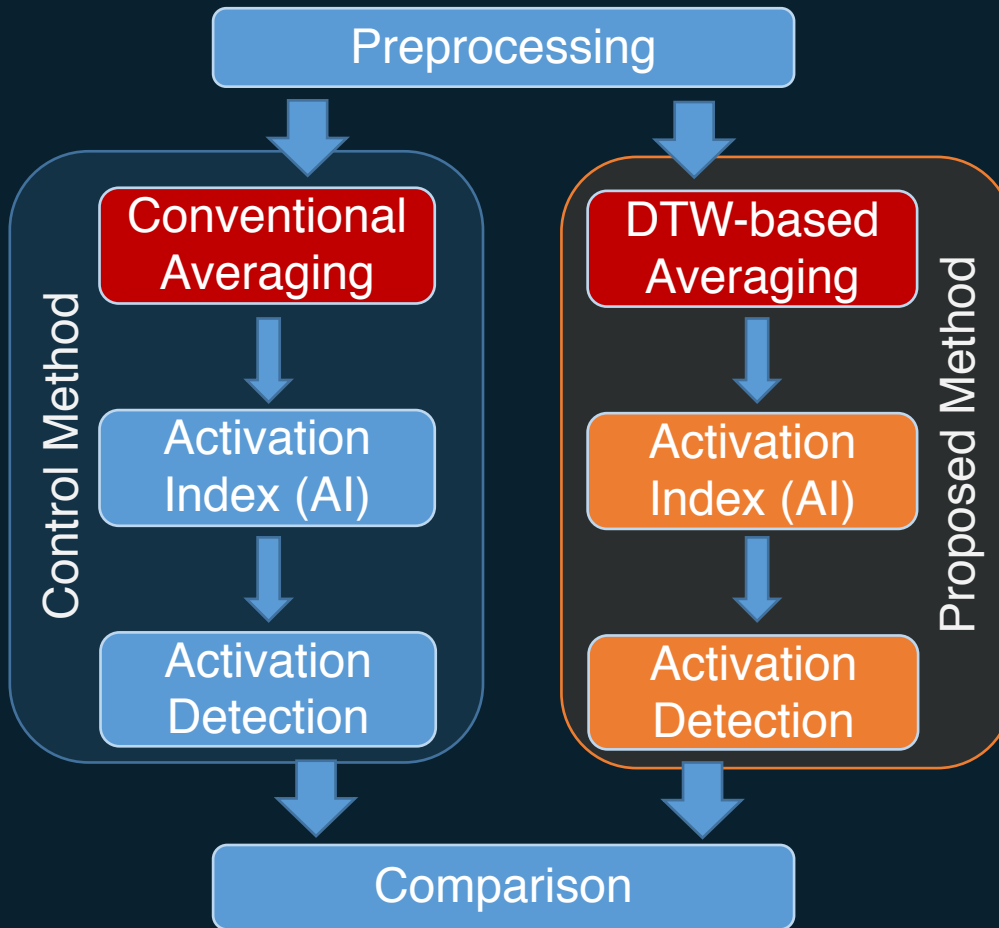 Preprocessing
Control Method
Conventional
Averaging
Activation
Index (AI)
Activation
Detection
DTW-based
Averaging
Activation
Index (AI)
Activation
Detection
Proposed Method
Comparison